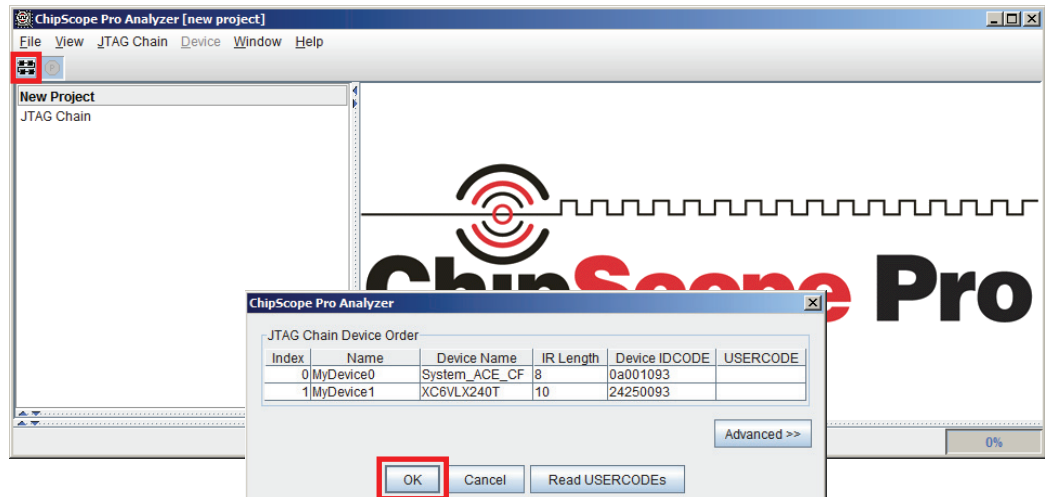 ChipScope Pro Analyzer [new project]
File View JTAG Chain Device Window Help
P
New Project
JTAG Chain
ChipScope Pro
ChipScope Pro Analyzer
JTAG Chain Device Order
Index Name Device Name IR Length Device IDCODE USERCODE
0 MyDevice0 System_ACE_CF 8 0a001093
1 MyDevice1 XC6VLX240T 10 24250093
Advanced >>
0%
OK Cancel Read USERCODEs